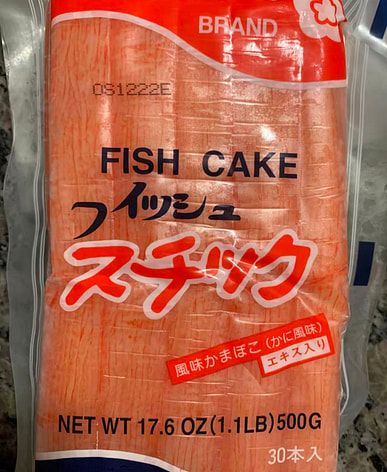 BRAND
OS1222E
FISH CAKE
フィッシュ
スチック
風味かまぼこ(かに風味)
エキス入り
NET WT 17.6 OZ(1.1LB)500G
30本入